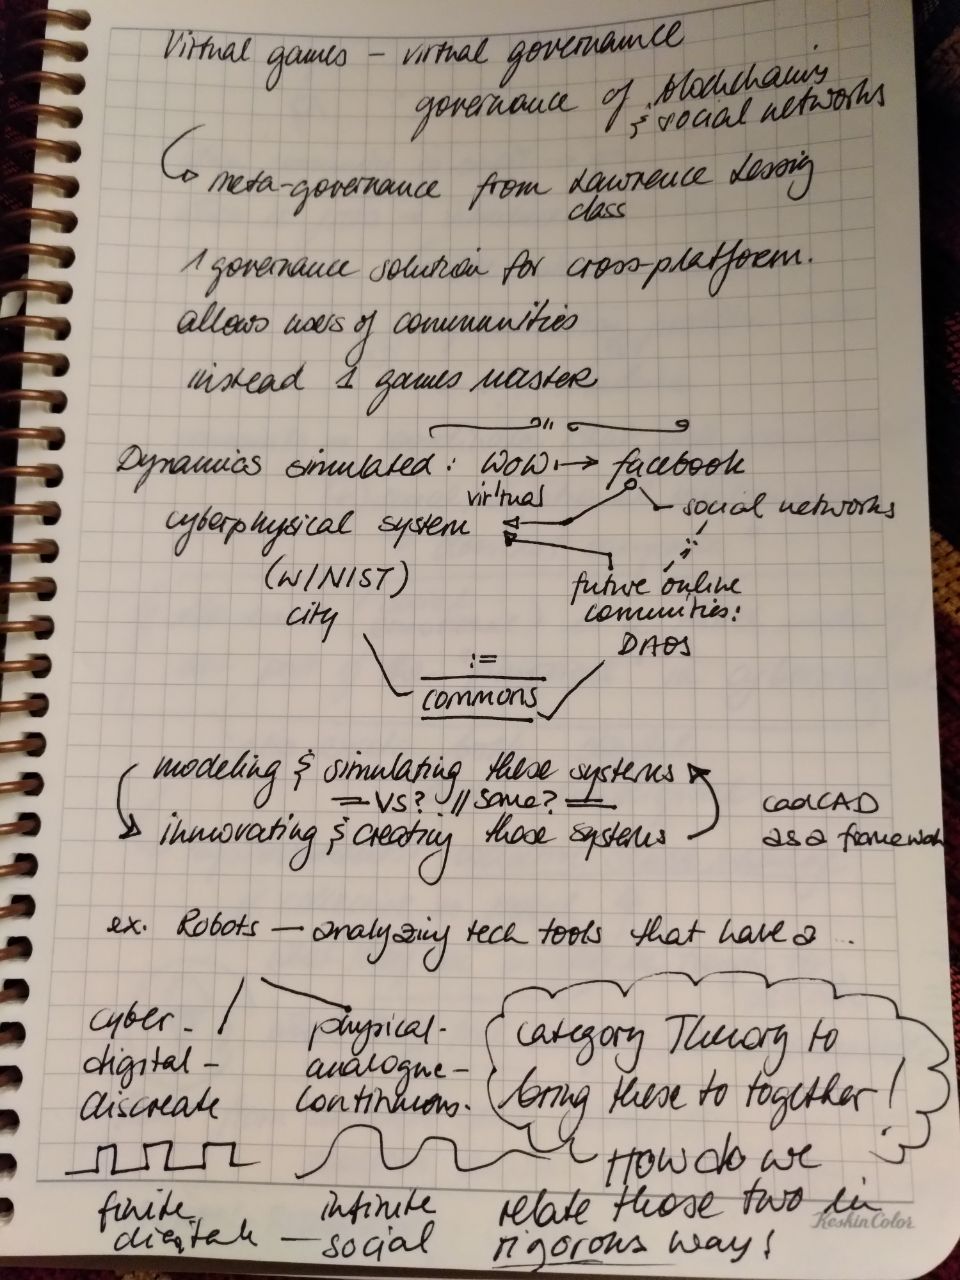 Virtual games – virtual governance
governance of blockchains
& social networks
meta-governance from Lawrence Lessig
class
1 governance solution for cross-platform.
allows users of communities
instead 1 games master
Dynamics simulated: WoW → facebook
virtual
social networks
cyberphysical system
(W/NIST)
city
future online
comunities:
DAOs
:=
commons
modeling & simulating these systems
= VS? // Same? =
innovating & creating those systems
cadCAD
as a framework
ex. Robots — analyzing tech tools that have a ...
cyber-
digital-
discreate
physical-
analogue-
continuous.
category Theory to
bring these to together!
How do we
relate those two in
rigorous way!
finite
infinite
social
KeskinColor